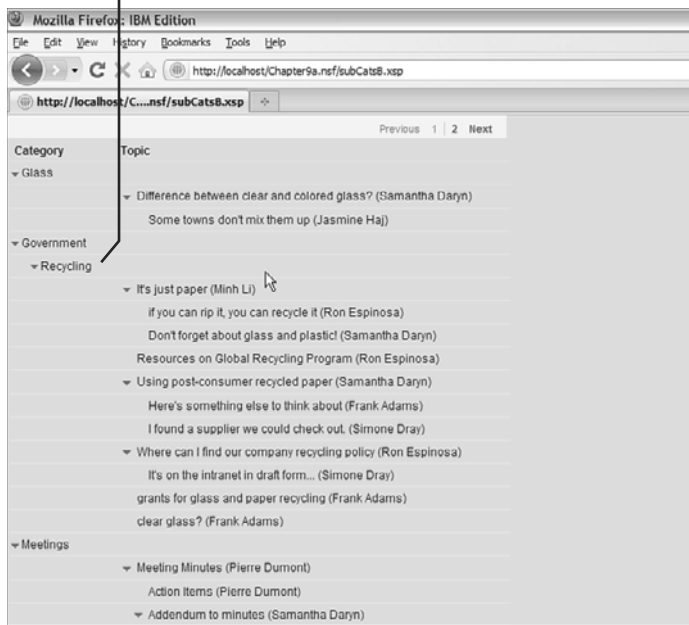 Mozilla Firefox: IBM Edition
File Edit View History Bookmarks Tools Help
http://localhost/Chapter9a.nsf/subCatsB.xsp
http://localhost/C....nsf/subCatsB.xsp
Previous 1 2 Next
Category Topic
Glass
Difference between clear and colored glass? (Samantha Daryn)
Some towns don't mix them up (Jasmine Haj)
Government
Recycling
It's just paper (Minh Li)
if you can rip it, you can recycle it (Ron Espinosa)
Don't forget about glass and plastic! (Samantha Daryn)
Resources on Global Recycling Program (Ron Espinosa)
Using post-consumer recycled paper (Samantha Daryn)
Here's something else to think about (Frank Adams)
I found a supplier we could check out. (Simone Dray)
Where can I find our company recycling policy (Ron Espinosa)
It's on the intranet in draft form... (Simone Dray)
grants for glass and paper recycling (Frank Adams)
clear glass? (Frank Adams)
Meetings
Meeting Minutes (Pierre Dumont)
Action Items (Pierre Dumont)
Addendum to minutes (Samantha Daryn)